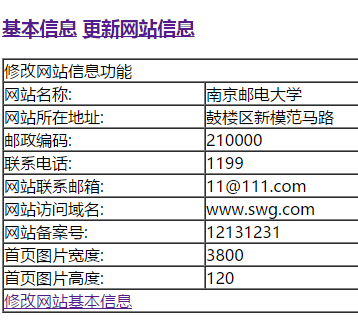 基本信息 更新网站信息
修改网站信息功能
网站名称: 南京邮电大学
网站所在地址: 鼓楼区新模范马路
邮政编码: 210000
联系电话: 1199
网站联系邮箱: 11@111.com
网站访问域名: www.swg.com
网站备案号: 12131231
首页图片宽度: 3800
首页图片高度: 120
修改网站基本信息